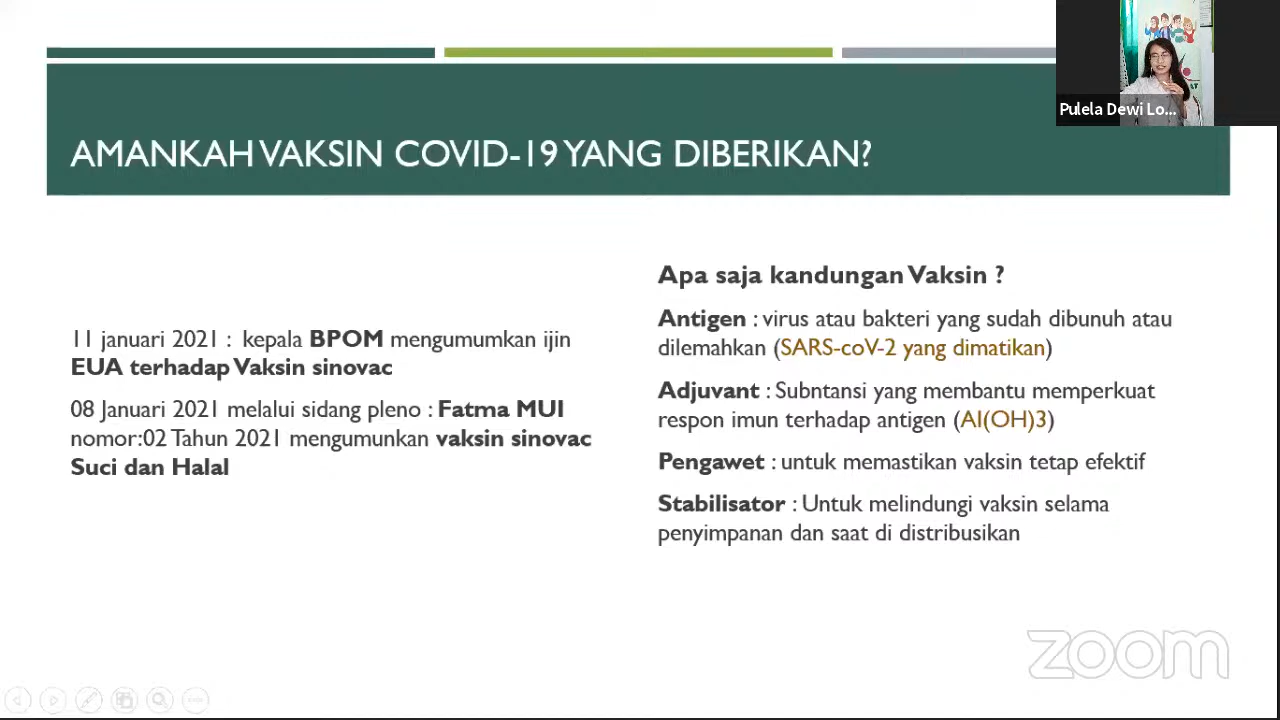 Pulela Dewi Lo...
AMANKAH VAKSIN COVID-19 YANG DIBERIKAN?
11 januari 2021 : kepala BPOM mengumumkan ijin
EUA terhadap Vaksin sinovac
08 Januari 2021 melalui sidang pleno : Fatma MUI
nomor:02 Tahun 2021 mengumunkan vaksin sinovac
Suci dan Halal
Apa saja kandungan Vaksin ?
Antigen : virus atau bakteri yang sudah dibunuh atau
dilemahkan (SARS-coV-2 yang dimatikan)
Adjuvant : Subntansi yang membantu memperkuat
respon imun terhadap antigen (Al(OH)3)
Pengawet : untuk memastikan vaksin tetap efektif
Stabilisator : Untuk melindungi vaksin selama
penyimpanan dan saat di distribusikan
zoom